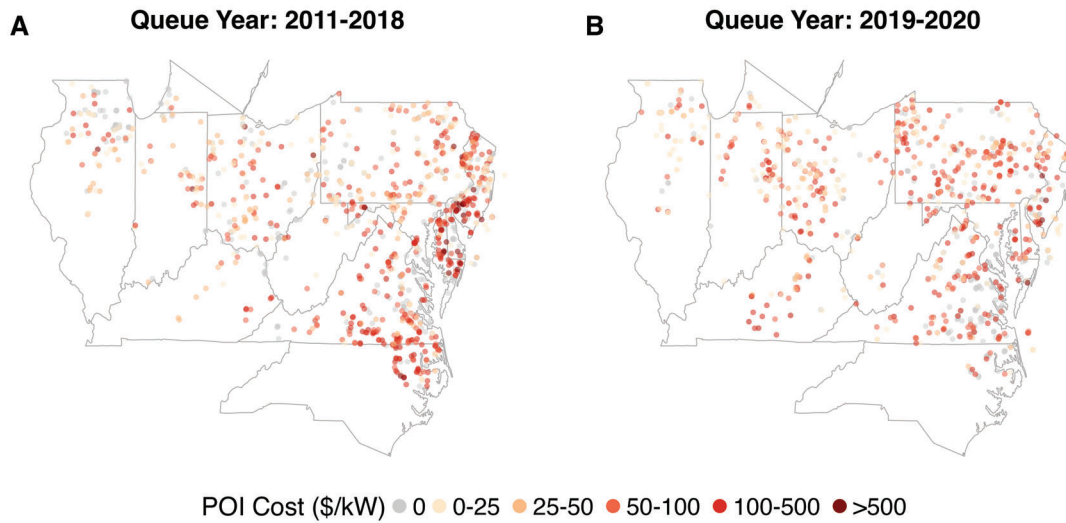 A
Queue Year: 2011-2018
B
Queue Year: 2019-2020
POI Cost ($/kW) 0 0-25 25-50 50-100 100-500 >500